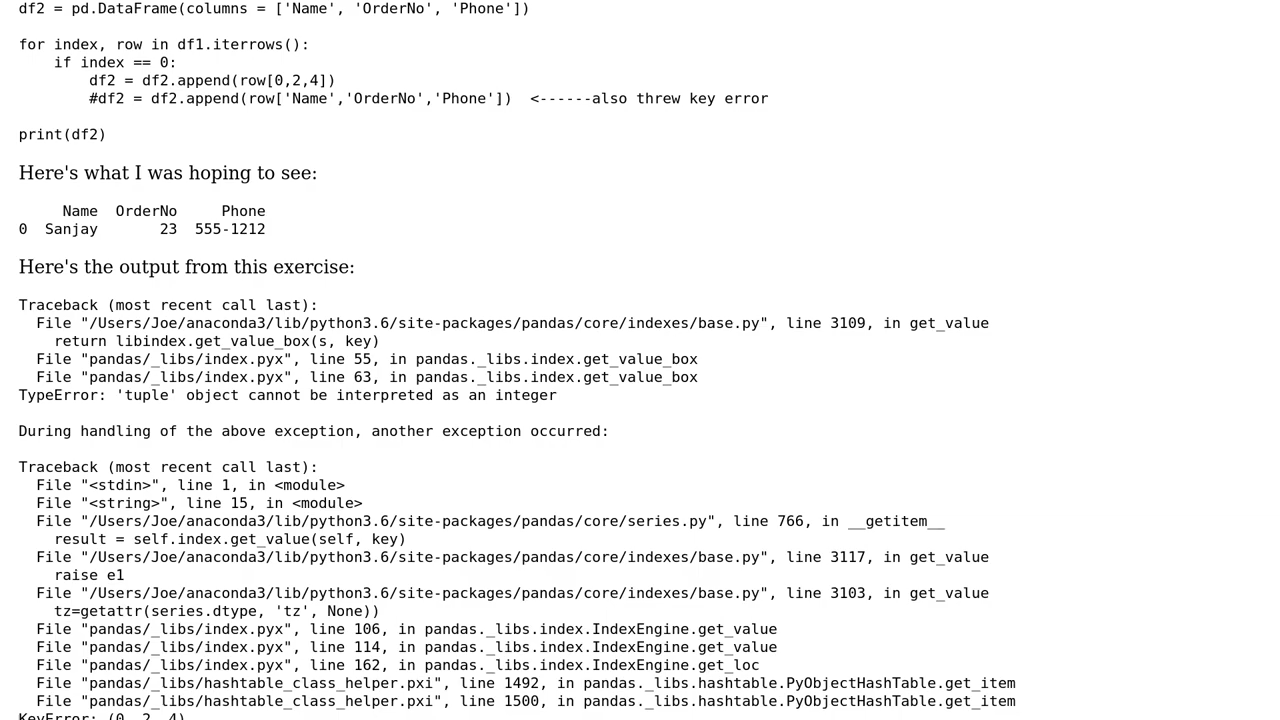 df2 = pd.DataFrame(columns = ['Name', 'OrderNo', 'Phone'])
for index, row in df1.iterrows():
    if index == 0:
        df2 = df2.append(row[0,2,4])
        #df2 = df2.append(row['Name','OrderNo','Phone'])  <------also threw key error
print(df2)
Here's what I was hoping to see:
     Name  OrderNo     Phone
0  Sanjay       23  555-1212
Here's the output from this exercise:
Traceback (most recent call last):
  File "/Users/Joe/anaconda3/lib/python3.6/site-packages/pandas/core/indexes/base.py", line 3109, in get_value
    return libindex.get_value_box(s, key)
  File "pandas/_libs/index.pyx", line 55, in pandas._libs.index.get_value_box
  File "pandas/_libs/index.pyx", line 63, in pandas._libs.index.get_value_box
TypeError: 'tuple' object cannot be interpreted as an integer
During handling of the above exception, another exception occurred:
Traceback (most recent call last):
  File "<stdin>", line 1, in <module>
  File "<string>", line 15, in <module>
  File "/Users/Joe/anaconda3/lib/python3.6/site-packages/pandas/core/series.py", line 766, in __getitem__
    result = self.index.get_value(self, key)
  File "/Users/Joe/anaconda3/lib/python3.6/site-packages/pandas/core/indexes/base.py", line 3117, in get_value
    raise e1
  File "/Users/Joe/anaconda3/lib/python3.6/site-packages/pandas/core/indexes/base.py", line 3103, in get_value
    tz=getattr(series.dtype, 'tz', None))
  File "pandas/_libs/index.pyx", line 106, in pandas._libs.index.IndexEngine.get_value
  File "pandas/_libs/index.pyx", line 114, in pandas._libs.index.IndexEngine.get_value
  File "pandas/_libs/index.pyx", line 162, in pandas._libs.index.IndexEngine.get_loc
  File "pandas/_libs/hashtable_class_helper.pxi", line 1492, in pandas._libs.hashtable.PyObjectHashTable.get_item
  File "pandas/_libs/hashtable_class_helper.pxi", line 1500, in pandas._libs.hashtable.PyObjectHashTable.get_item
KeyError: (0, 2, 4)